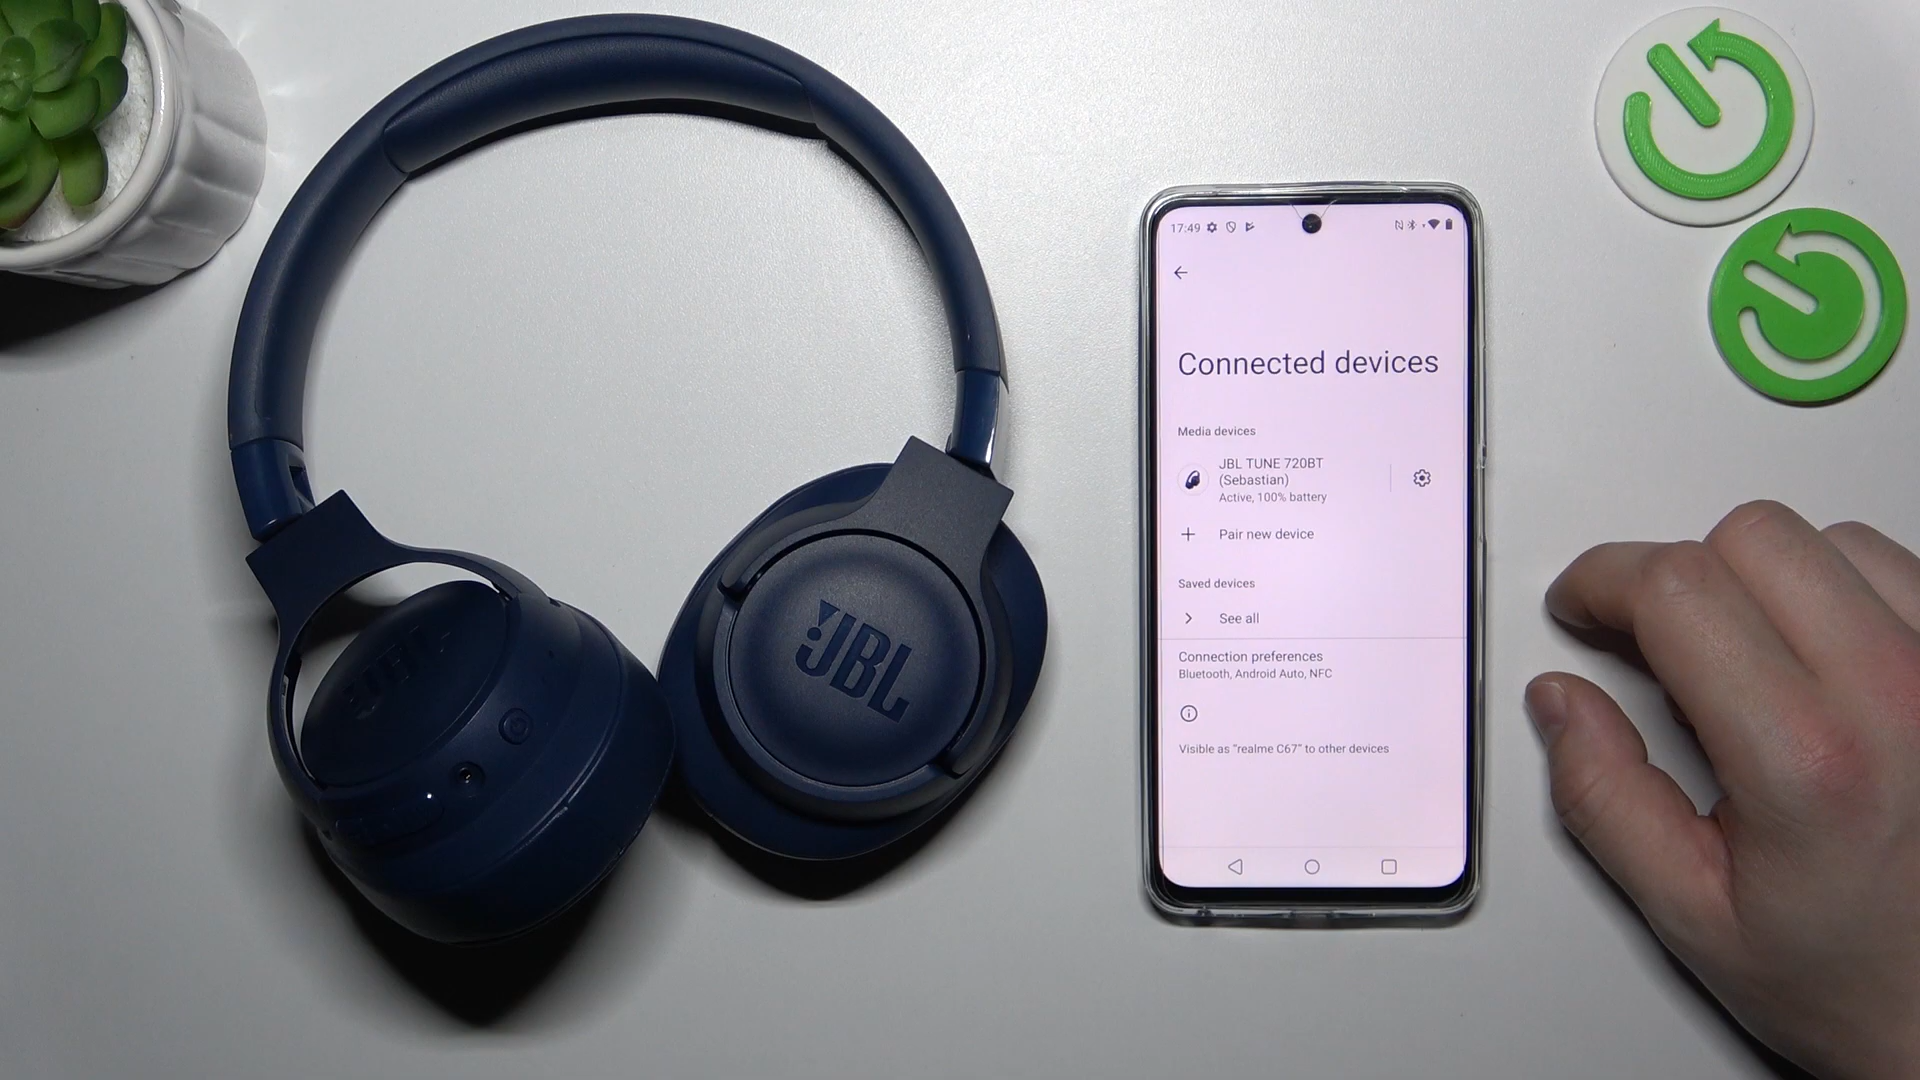 JBL
JBL
17:49
Connected devices
Media devices
JBL TUNE 720BT
(Sebastian)
Active, 100% battery
Pair new device
Saved devices
See all
Connection preferences
Bluetooth, Android Auto, NFC
Visible as "realme C67" to other devices